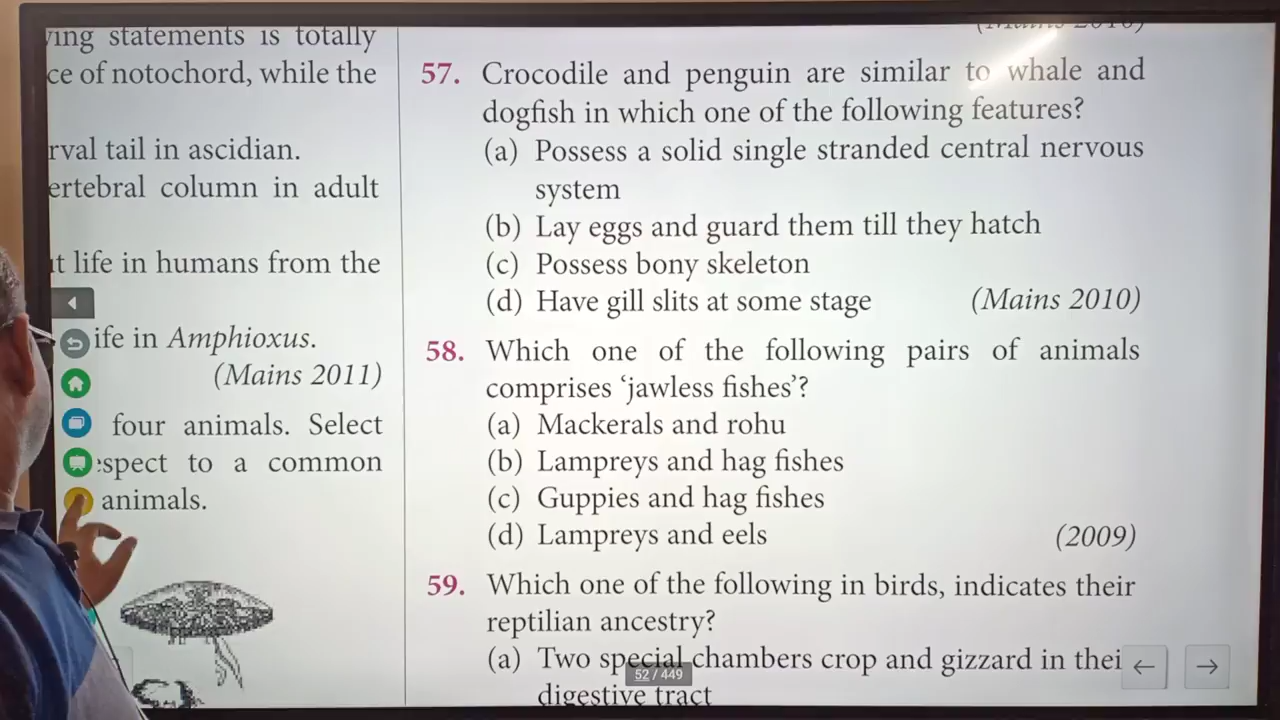 ving statements is totally
ce of notochord, while the
rval tail in ascidian.
ertebral column in adult
t life in humans from the
ife in Amphioxus.
(Mains 2011)
four animals. Select
espect to a common
animals.
57. Crocodile and penguin are similar to whale and
dogfish in which one of the following features?
(a) Possess a solid single stranded central nervous
system
(b) Lay eggs and guard them till they hatch
(c) Possess bony skeleton
(d) Have gill slits at some stage (Mains 2010)
58. Which one of the following pairs of animals
comprises ‘jawless fishes’?
(a) Mackerals and rohu
(b) Lampreys and hag fishes
(c) Guppies and hag fishes
(d) Lampreys and eels (2009)
59. Which one of the following in birds, indicates their
reptilian ancestry?
(a) Two special chambers crop and gizzard in thei
digestive tract
52 / 449